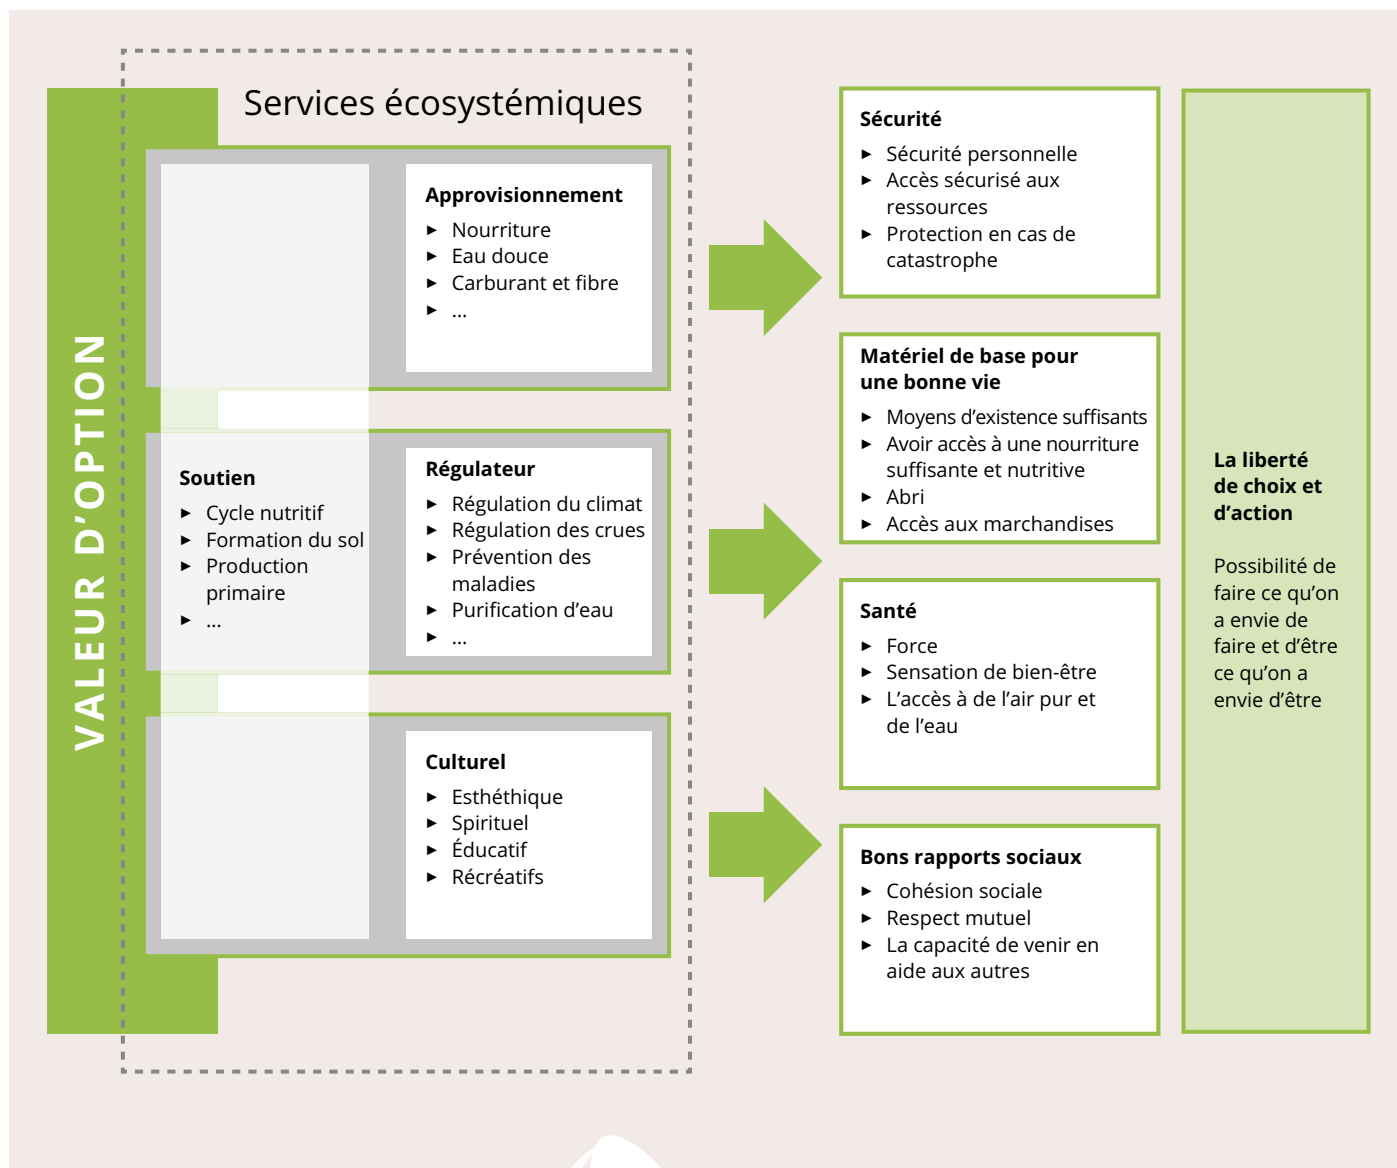 VALEUR D’OPTION
Services écosystémiques
Soutien
► Cycle nutritif
► Formation du sol
► Production
primaire
► ...
Approvisionnement
► Nourriture
► Eau douce
► Carburant et fibre
► ...
Régulateur
► Régulation du climat
► Régulation des crues
► Prévention des
maladies
► Purification d’eau
► ...
Culturel
► Esthéthique
► Spirituel
► Éducatif
► Récréatifs
Sécurité
► Sécurité personnelle
► Accès sécurisé aux
ressources
► Protection en cas de
catastrophe
Matériel de base pour
une bonne vie
► Moyens d’existence suffisants
► Avoir accès à une nourriture
suffisante et nutritive
► Abri
► Accès aux marchandises
Santé
► Force
► Sensation de bien-être
► L’accès à de l’air pur et
de l’eau
Bons rapports sociaux
► Cohésion sociale
► Respect mutuel
► La capacité de venir en
aide aux autres
La liberté
de choix et
d’action
Possibilité de
faire ce qu’on
a envie de
faire et d’être
ce qu’on a
envie d’être